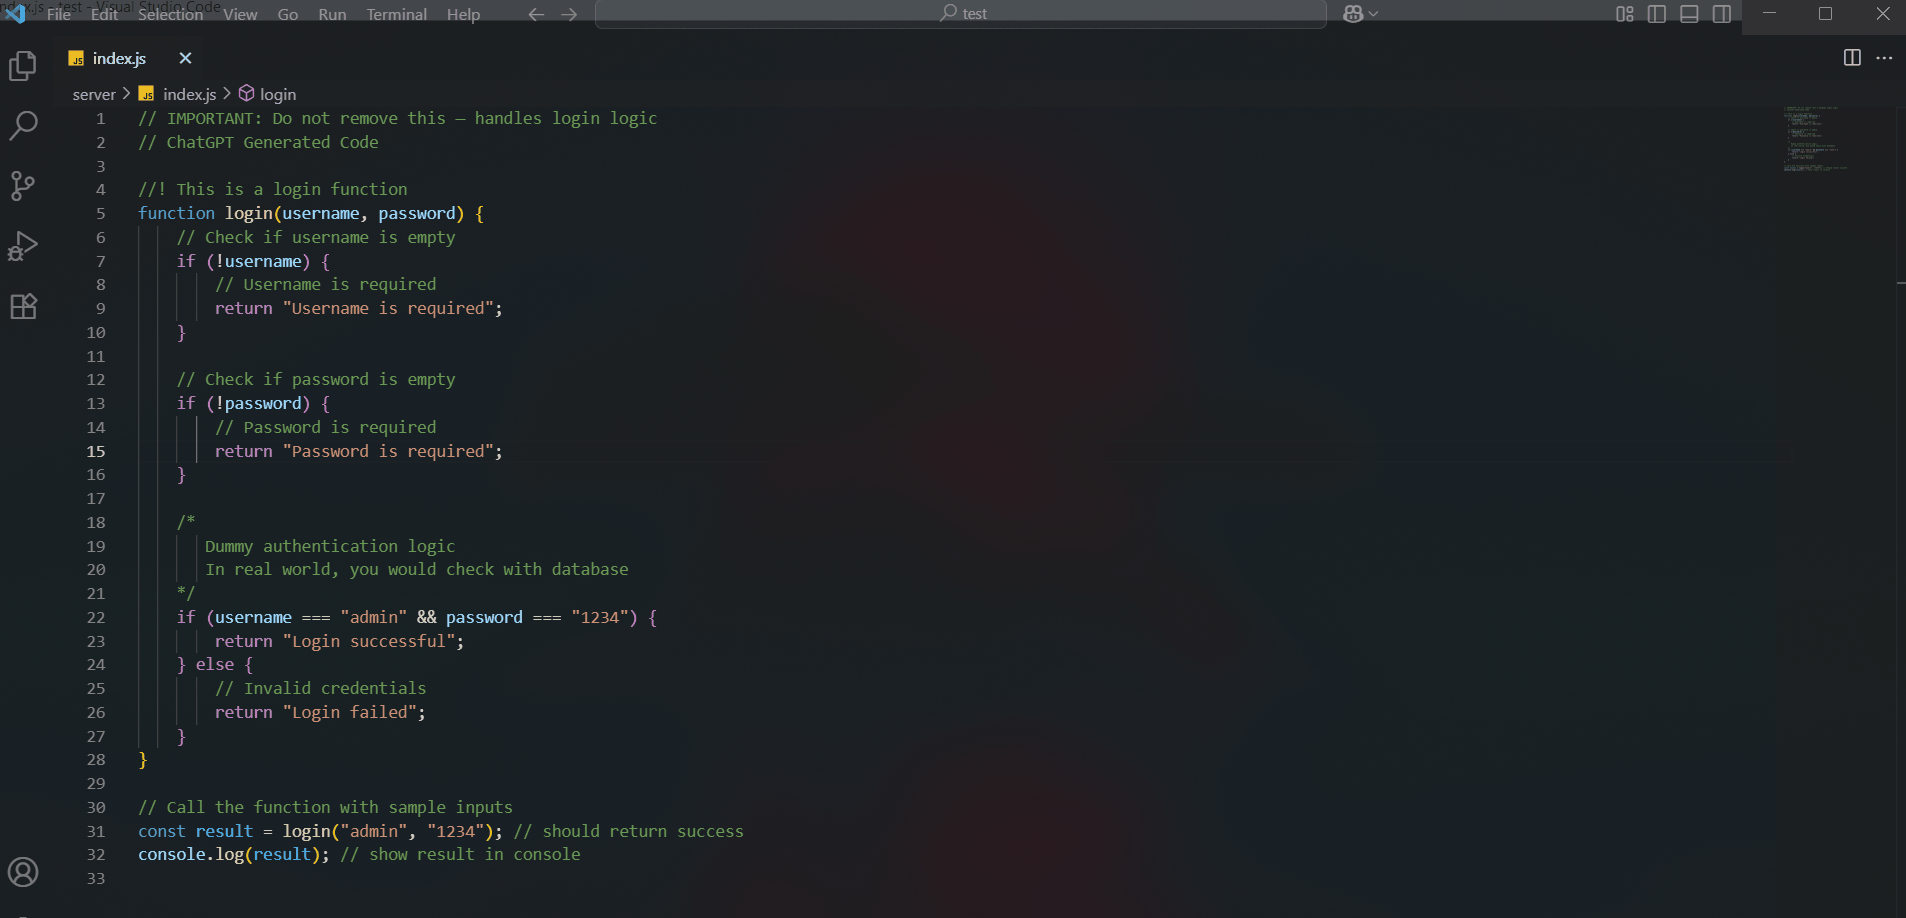 index.js - test - Visual Studio Code
File Edit Selection View Go Run Terminal Help
test
index.js
server > index.js > login
1 // IMPORTANT: Do not remove this — handles login logic
2 // ChatGPT Generated Code
3
4 //! This is a login function
5 function login(username, password) {
6 // Check if username is empty
7 if (!username) {
8 // Username is required
9 return "Username is required";
10 }
11
12 // Check if password is empty
13 if (!password) {
14 // Password is required
15 return "Password is required";
16 }
17
18 /*
19 Dummy authentication logic
20 In real world, you would check with database
21 */
22 if (username === "admin" && password === "1234") {
23 return "Login successful";
24 } else {
25 // Invalid credentials
26 return "Login failed";
27 }
28 }
29
30 // Call the function with sample inputs
31 const result = login("admin", "1234"); // should return success
32 console.log(result); // show result in console
33